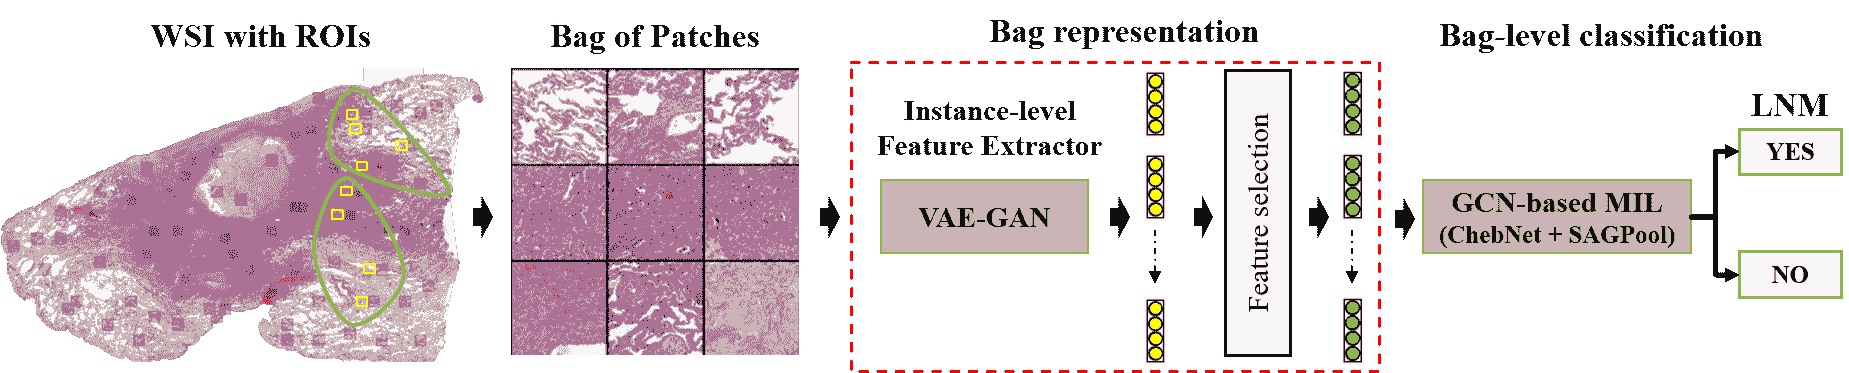 WSI with ROIs
Bag of Patches
Bag representation
Instance-level
Feature Extractor
VAE-GAN
Feature selection
Bag-level classification
GCN-based MIL
(ChebNet + SAGPool)
LNM
YES
NO